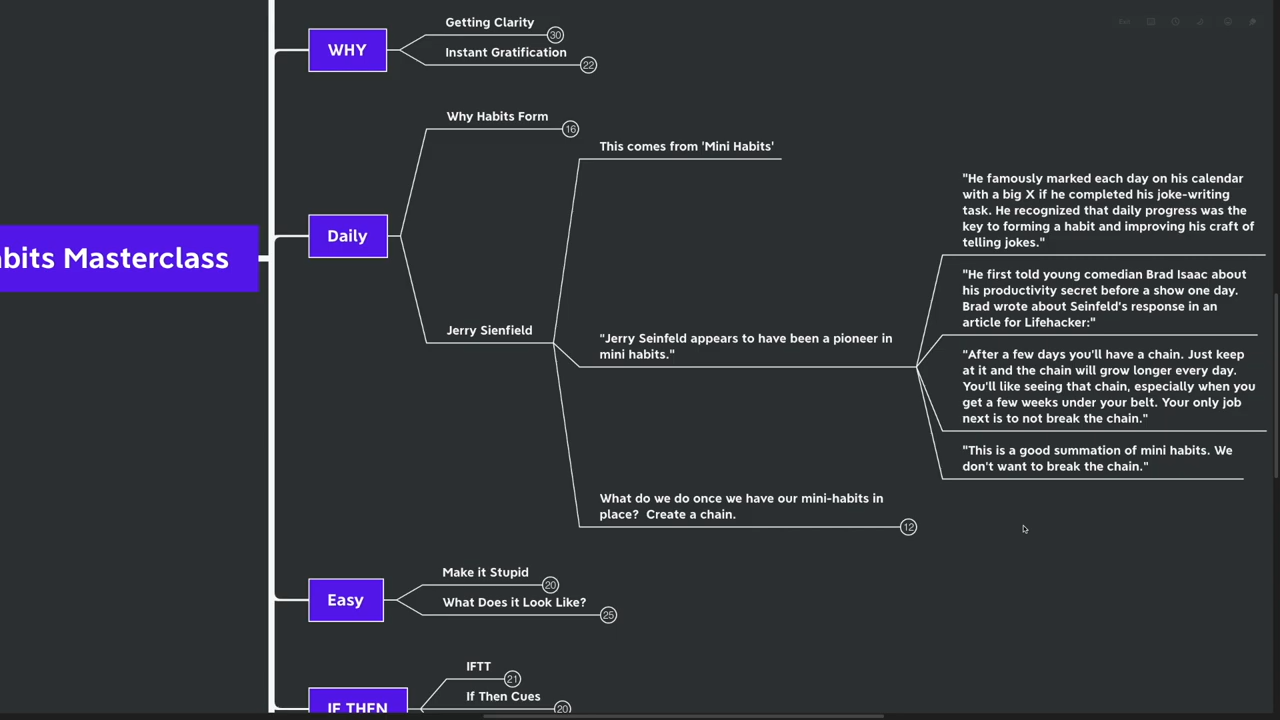 WHY
Getting Clarity
30
Instant Gratification
22
abits Masterclass
Daily
Why Habits Form
16
Jerry Sienfield
This comes from 'Mini Habits'
"Jerry Seinfeld appears to have been a pioneer in
mini habits."
"He famously marked each day on his calendar
with a big X if he completed his joke-writing
task. He recognized that daily progress was the
key to forming a habit and improving his craft of
telling jokes."
"He first told young comedian Brad Isaac about
his productivity secret before a show one day.
Brad wrote about Seinfeld's response in an
article for Lifehacker:"
"After a few days you'll have a chain. Just keep
at it and the chain will grow longer every day.
You'll like seeing that chain, especially when you
get a few weeks under your belt. Your only job
next is to not break the chain."
"This is a good summation of mini habits. We
don't want to break the chain."
What do we do once we have our mini-habits in
place?  Create a chain.
12
Easy
Make it Stupid
20
What Does it Look Like?
25
IF THEN
IFTT
21
If Then Cues
20